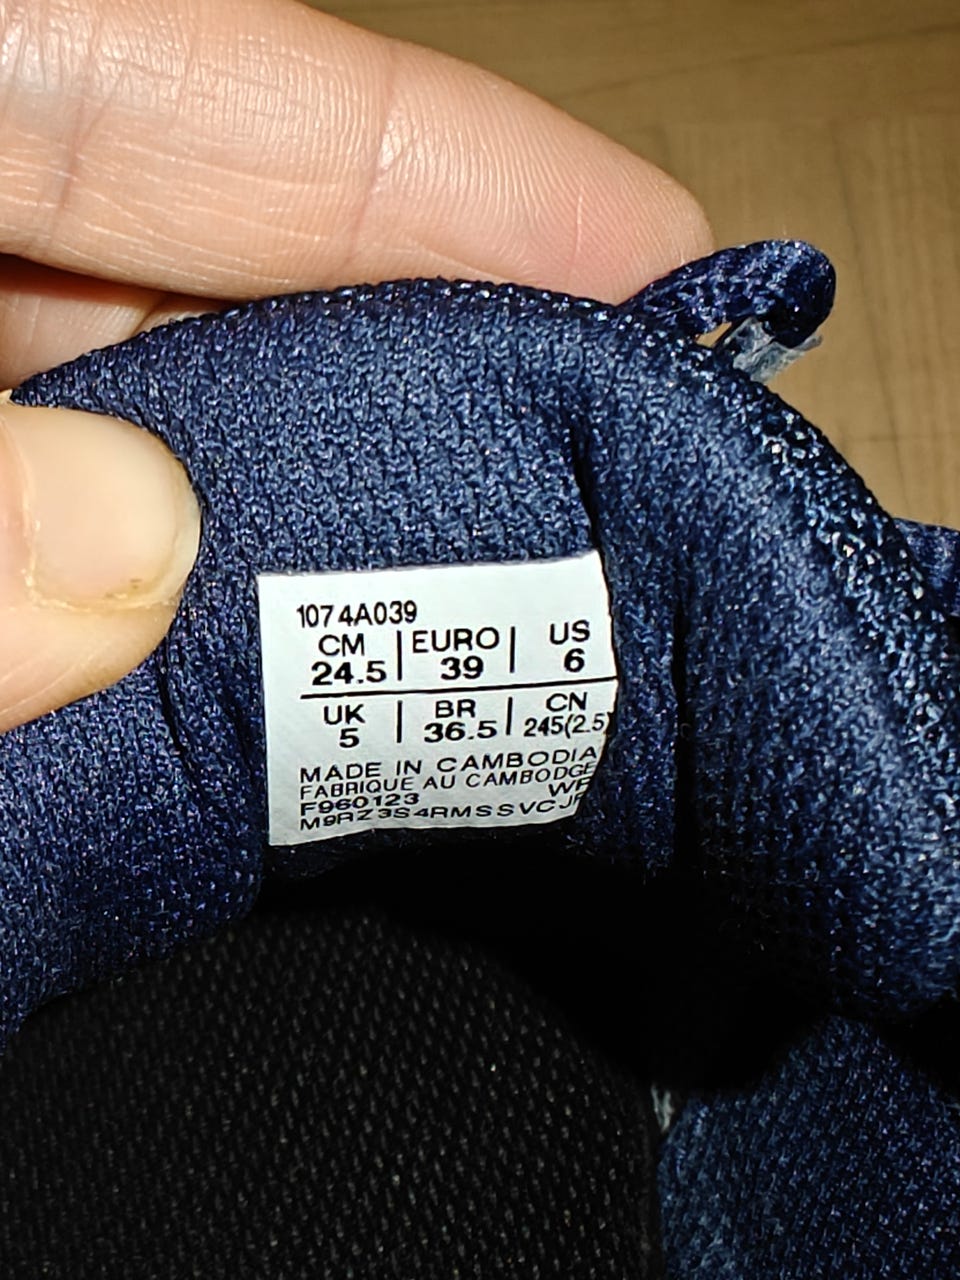 1074A039
CM | EURO | US
24.5 | 39 | 6
UK | BR | CN
5 | 36.5 | 245(2.5)
MADE IN CAMBODIA
FABRIQUE AU CAMBODGE
F960123